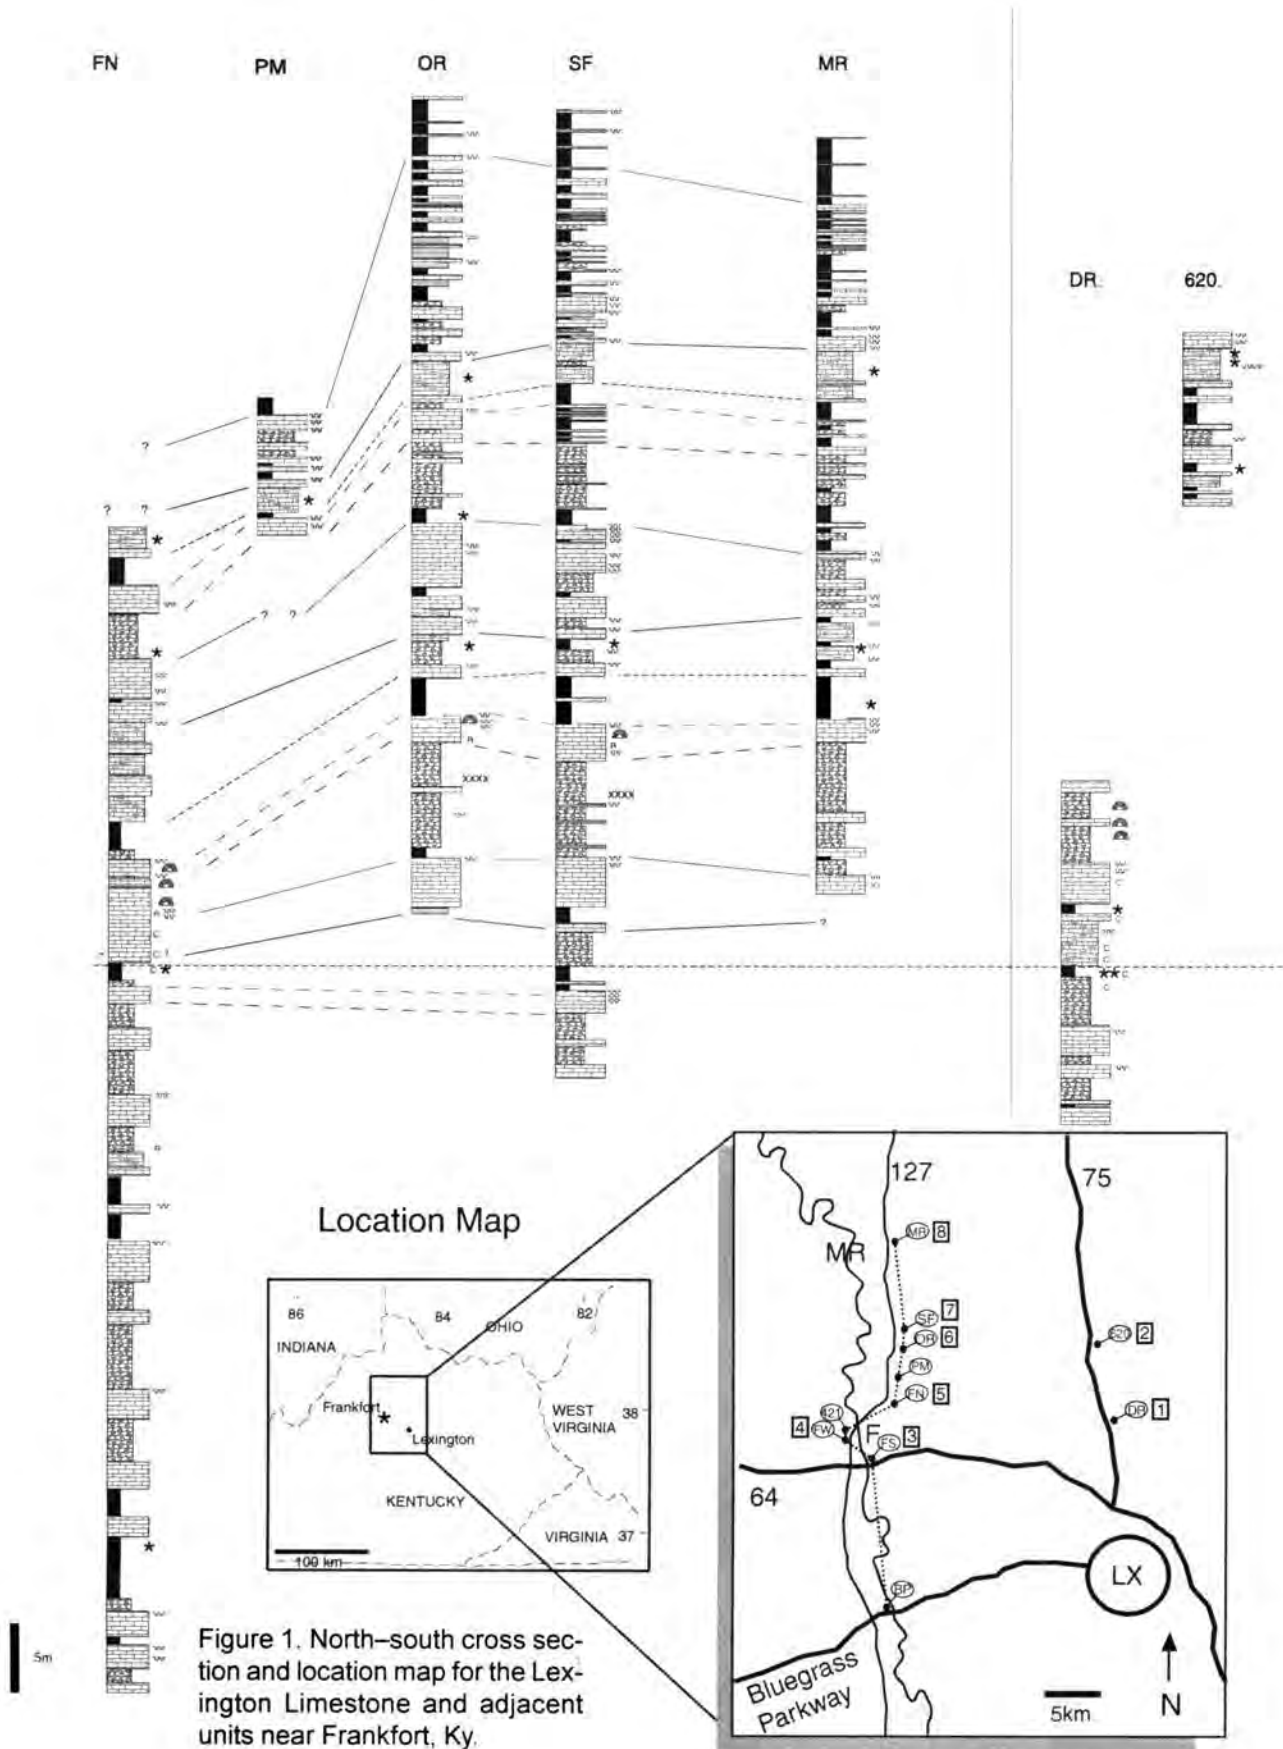 FN
PM
OR
SF
MR
DR.
620.
?
?
?
?
?
?
xxxx
xxxx
R
R
R
C
C
C
C
C
C
C
R
5m
Location Map
86
84
82
INDIANA
OHIO
Frankfort
Lexington
WEST
VIRGINIA
38
KENTUCKY
VIRGINIA 37
100 km
127
75
MR
MR 8
SF 7
DR 6
PM
FN 5
421
4 FW
F
FS 3
620 2
DR 1
64
BP
LX
Bluegrass
Parkway
5km
N
Figure 1. North–south cross sec-
tion and location map for the Lex-
ington Limestone and adjacent
units near Frankfort, Ky.